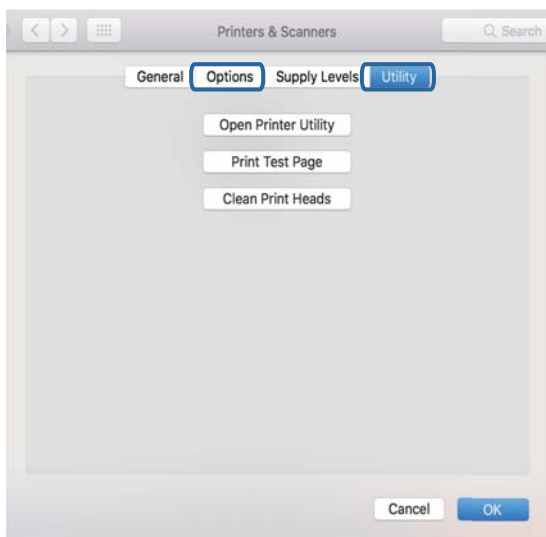 Printers & Scanners
Search
General Options Supply Levels Utility
Open Printer Utility
Print Test Page
Clean Print Heads
Cancel OK